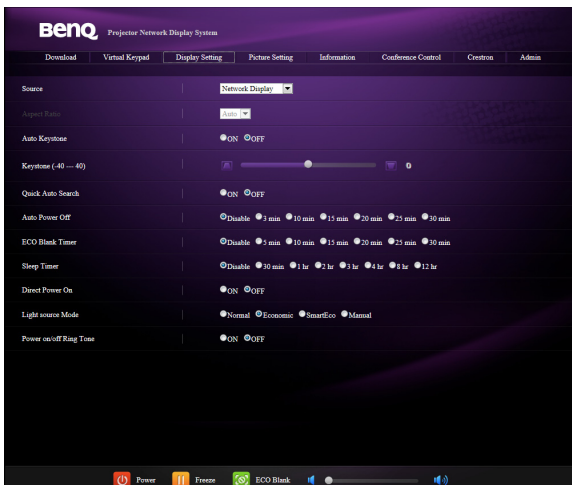 BenQ Projector Network Display System
Download Virtual Keypad Display Setting Picture Setting Information Conference Control Crestron Admin
Source Network Display
Aspect Ratio Auto
Auto Keystone ON OFF
Keystone (-40 --- 40) 0
Quick Auto Search ON OFF
Auto Power Off Disable 3 min 10 min 15 min 20 min 25 min 30 min
ECO Blank Timer Disable 5 min 10 min 15 min 20 min 25 min 30 min
Sleep Timer Disable 30 min 1 hr 2 hr 3 hr 4 hr 8 hr 12 hr
Direct Power On ON OFF
Light source Mode Normal Economic SmartEco Manual
Power on/off Ring Tone ON OFF
Power Freeze ECO Blank